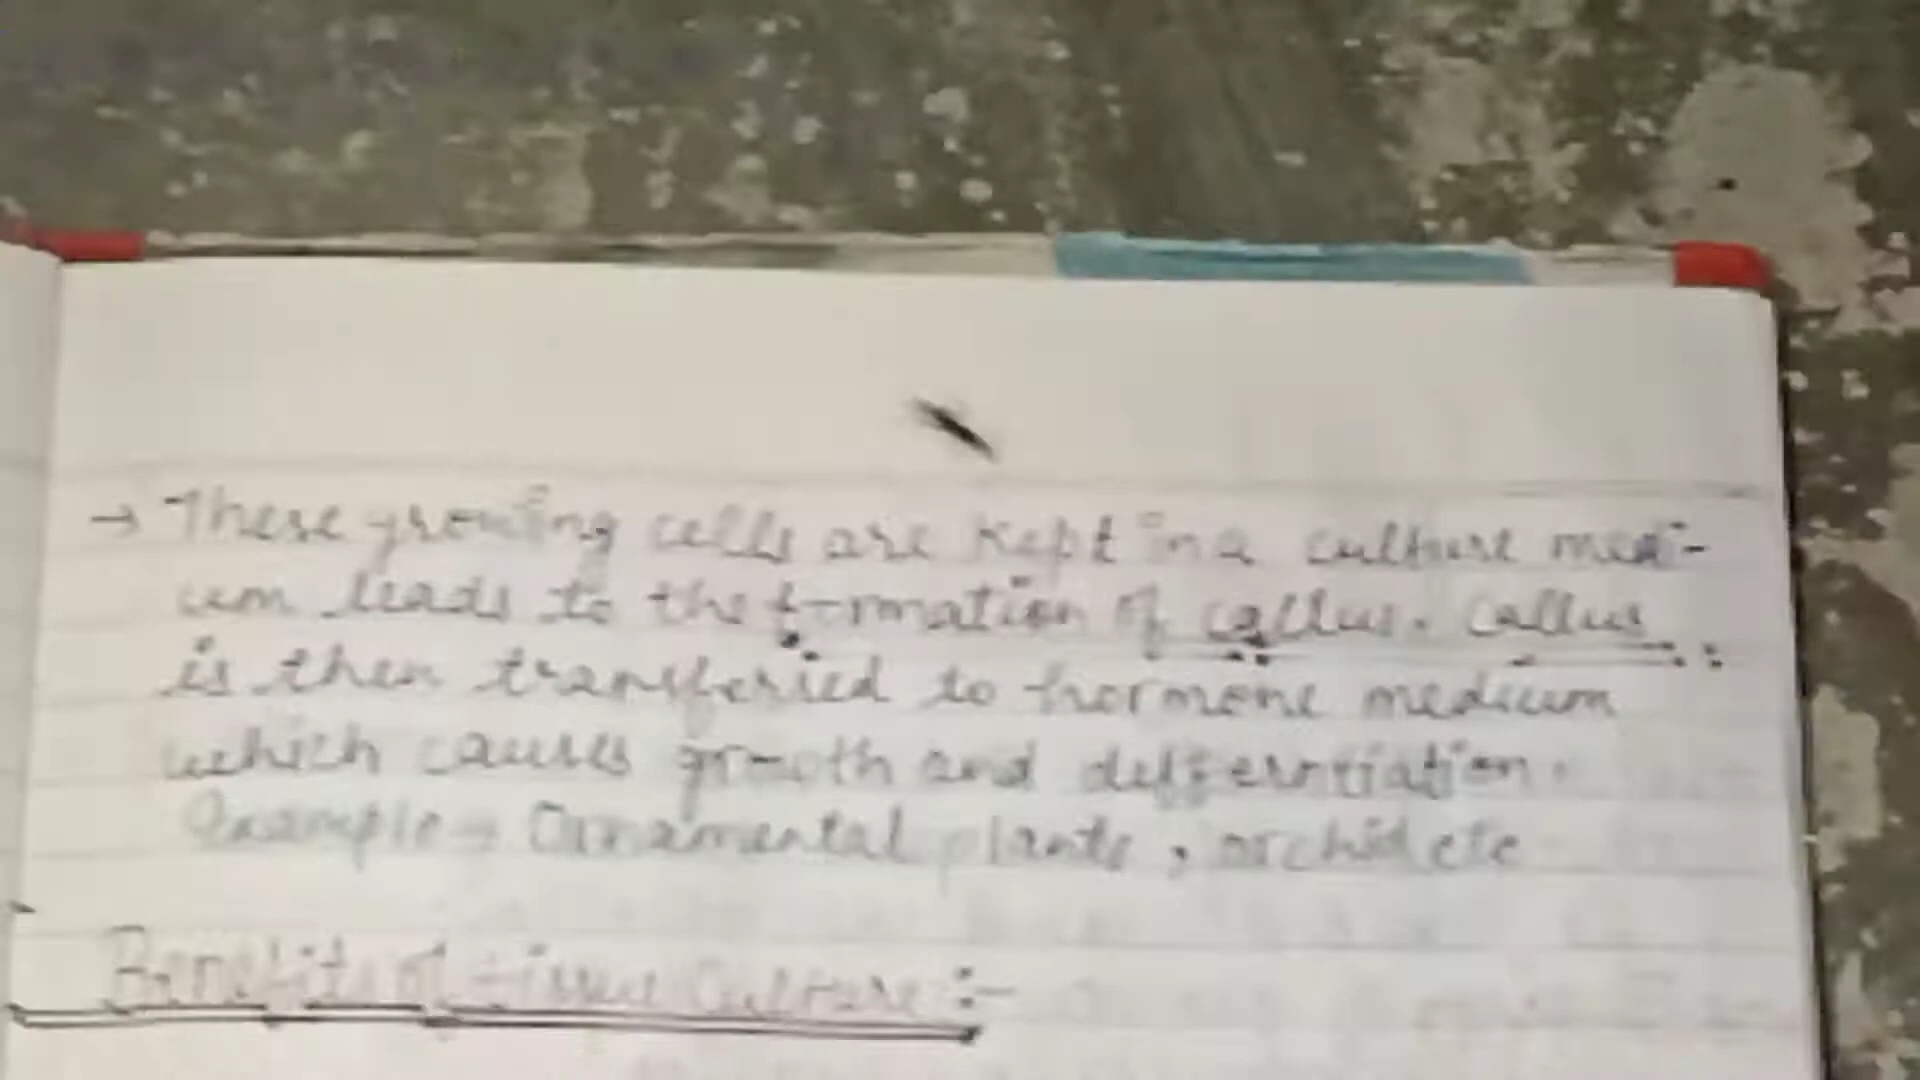 → These growing cells are kept in a culture medi-
um leads to the formation of callus. Callus
is then transferred to hormone medium
which causes growth and defferntiation.
Example → Ornamental plants, orchid etc
Benefits of tissue Culture :-